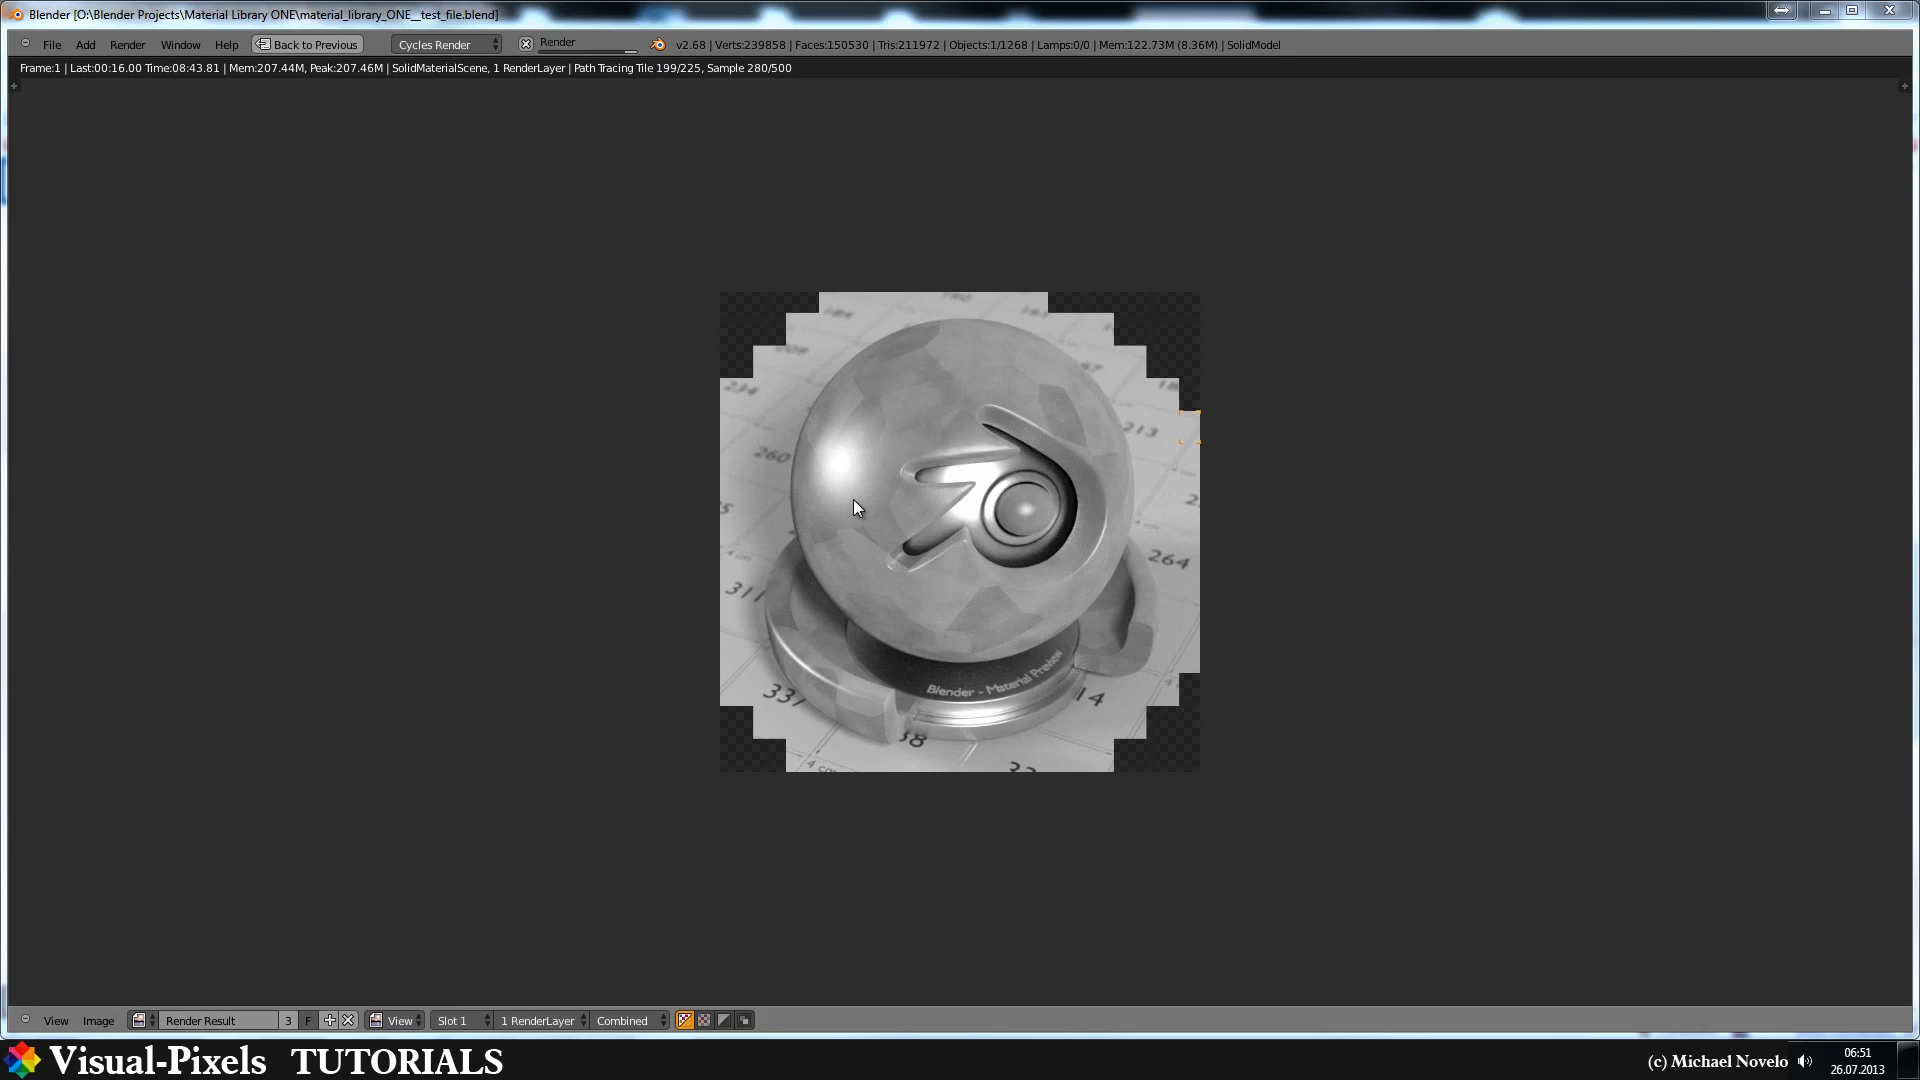 Blender [O:\Blender Projects\Material Library ONE\material_library_ONE__test_file.blend]
File Add Render Window Help Back to Previous Cycles Render Render v2.68 | Verts:239858 | Faces:150530 | Tris:211972 | Objects:1/1268 | Lamps:0/0 | Mem:122.73M (8.36M) | SolidModel
Frame:1 | Last:00:16.00 Time:08:43.81 | Mem:207.44M, Peak:207.46M | SolidMaterialScene, 1 RenderLayer | Path Tracing Tile 199/225, Sample 280/500
234
67
213
260
264
311
Blender - Material Preview
337
14
4 cm
View Image Render Result 3 F View Slot 1 1 RenderLayer Combined
Visual-Pixels TUTORIALS
(c) Michael Novelo
06:51
26.07.2013